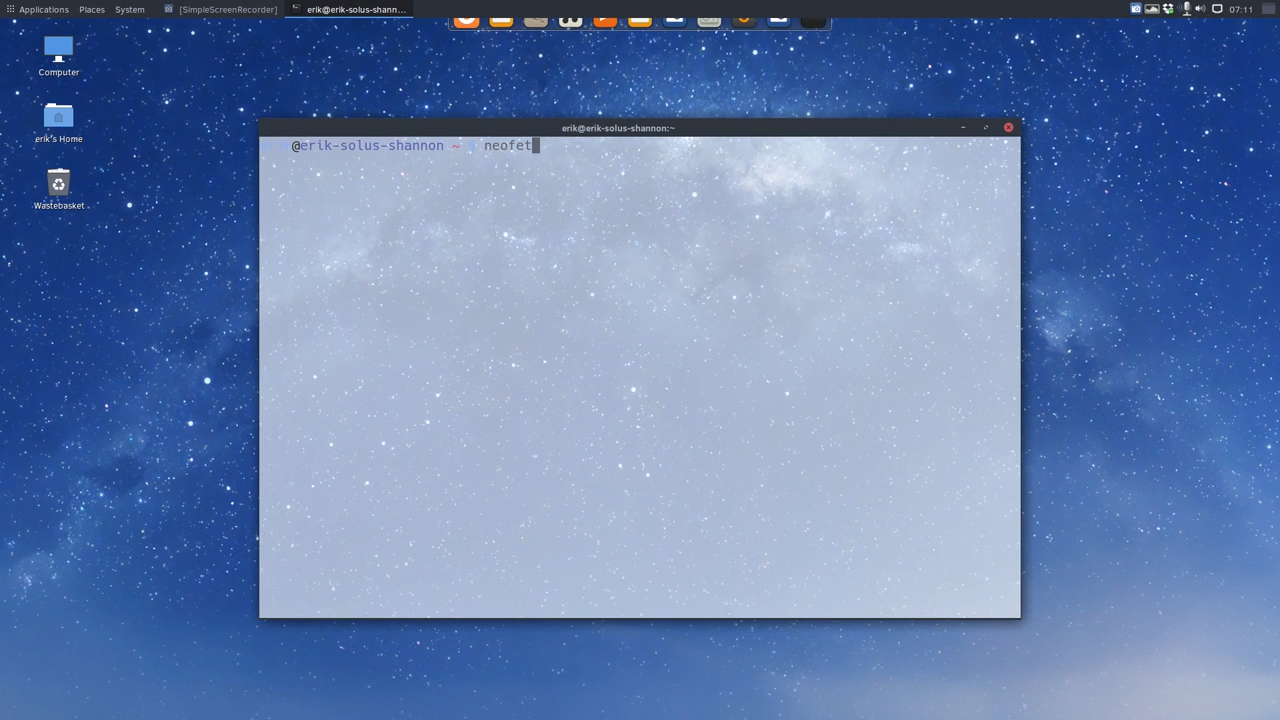 Applications Places System [SimpleScreenRecorder] erik@erik-solus-shann... 07:11
Computer
erik's Home
Wastebasket
erik@erik-solus-shannon:~
@erik-solus-shannon ~ neofet